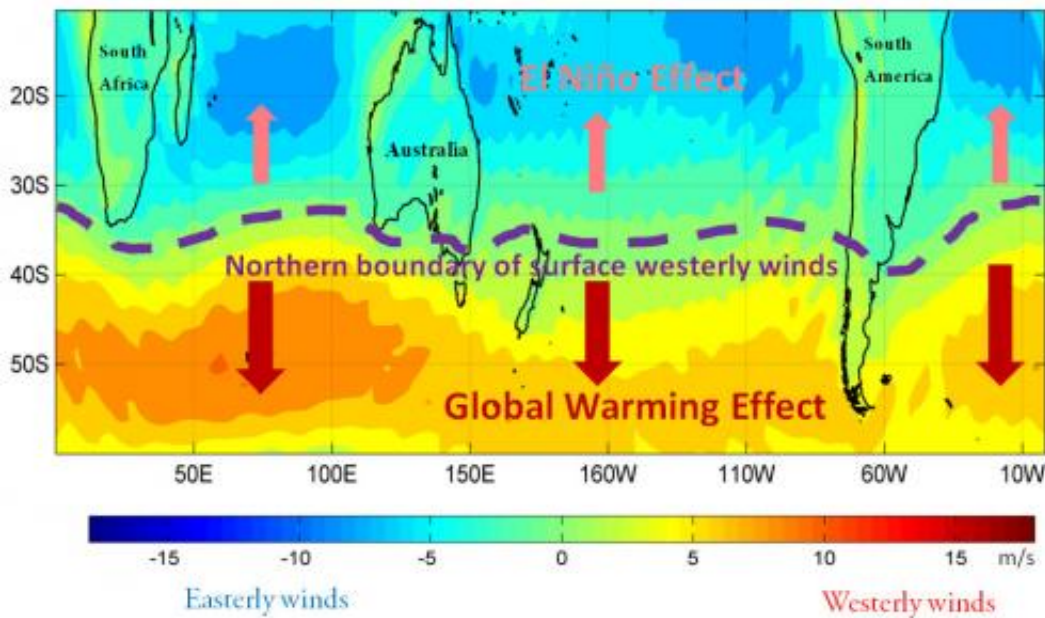 South
Africa
El Niño Effect
South
America
20S
Australia
30S
40S
Northern boundary of surface westerly winds
50S
Global Warming Effect
50E 100E 150E 160W 110W 60W 10W
-15 -10 -5 0 5 10 15 m/s
Easterly winds Westerly winds